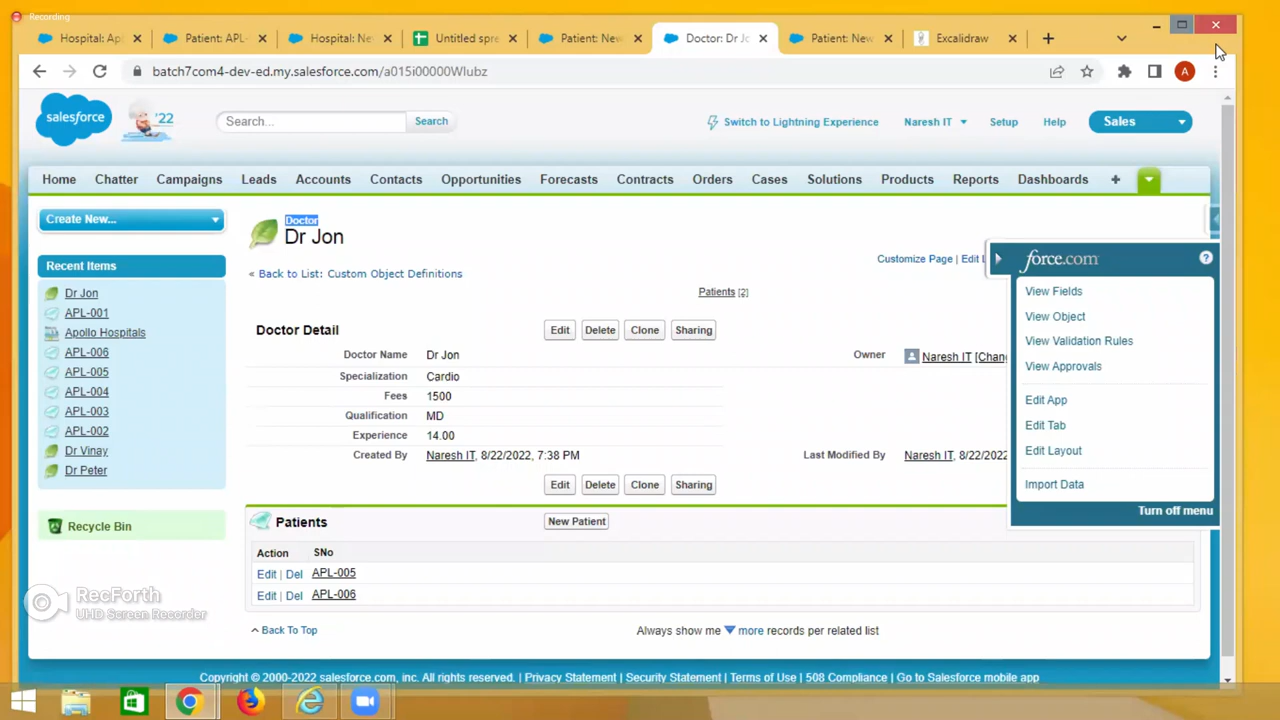 Recording
Hospital: Ap
Patient: APL-
Hospital: Ne
Untitled spre
Patient: New
Doctor: Dr Jo
Patient: New
Excalidraw
batch7com4-dev-ed.my.salesforce.com/a015i00000Wlubz
A
salesforce
'22
Search...
Search
Switch to Lightning Experience
Naresh IT
Setup
Help
Sales
Home
Chatter
Campaigns
Leads
Accounts
Contacts
Opportunities
Forecasts
Contracts
Orders
Cases
Solutions
Products
Reports
Dashboards
+
Create New...
Recent Items
Dr Jon
APL-001
Apollo Hospitals
APL-006
APL-005
APL-004
APL-003
APL-002
Dr Vinay
Dr Peter
Recycle Bin
Doctor
Dr Jon
« Back to List: Custom Object Definitions
Customize Page | Edit L
Patients [2]
Doctor Detail
Edit
Delete
Clone
Sharing
Doctor Name Dr Jon
Owner Naresh IT [Chan
Specialization Cardio
Fees 1500
Qualification MD
Experience 14.00
Created By Naresh IT, 8/22/2022, 7:38 PM
Last Modified By Naresh IT, 8/22/2022
Edit
Delete
Clone
Sharing
Patients
New Patient
Action SNo
Edit | Del APL-005
Edit | Del APL-006
Back To Top
Always show me more records per related list
force.com
?
View Fields
View Object
View Validation Rules
View Approvals
Edit App
Edit Tab
Edit Layout
Import Data
Turn off menu
RecForth
UHD Screen Recorder
Copyright © 2000-2022 salesforce.com, inc. All rights reserved. | Privacy Statement | Security Statement | Terms of Use | 508 Compliance | Go to Salesforce mobile app